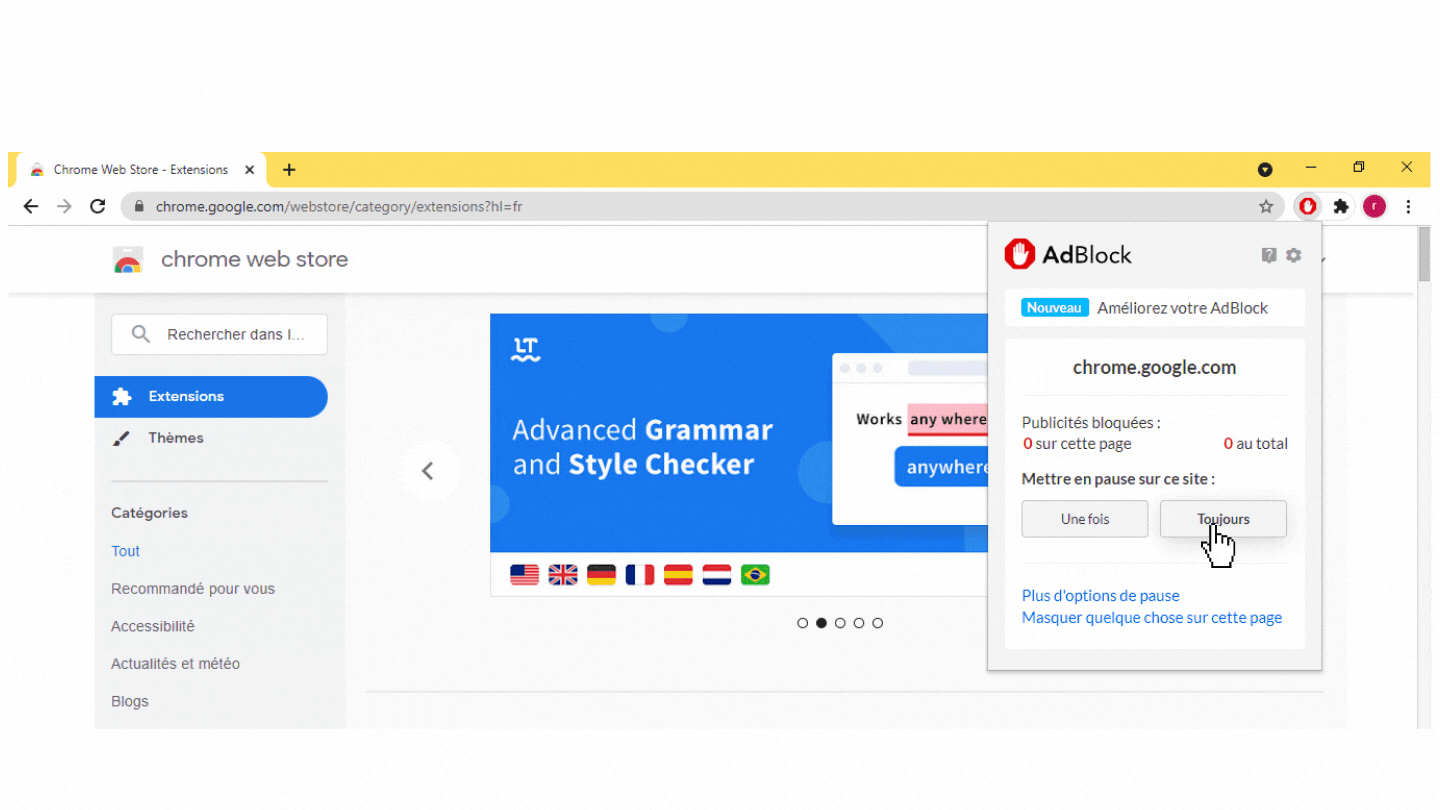 Chrome Web Store - Extensions
chrome.google.com/webstore/category/extensions?hl=fr
r
chrome web store
Rechercher dans l...
Extensions
Thèmes
Catégories
Tout
Recommandé pour vous
Accessibilité
Actualités et météo
Blogs
LT
Advanced Grammar
and Style Checker
Works any where
anywhere
AdBlock
Nouveau Améliorez votre AdBlock
chrome.google.com
Publicités bloquées :
0 sur cette page 0 au total
Mettre en pause sur ce site :
Une fois Toujours
Plus d'options de pause
Masquer quelque chose sur cette page